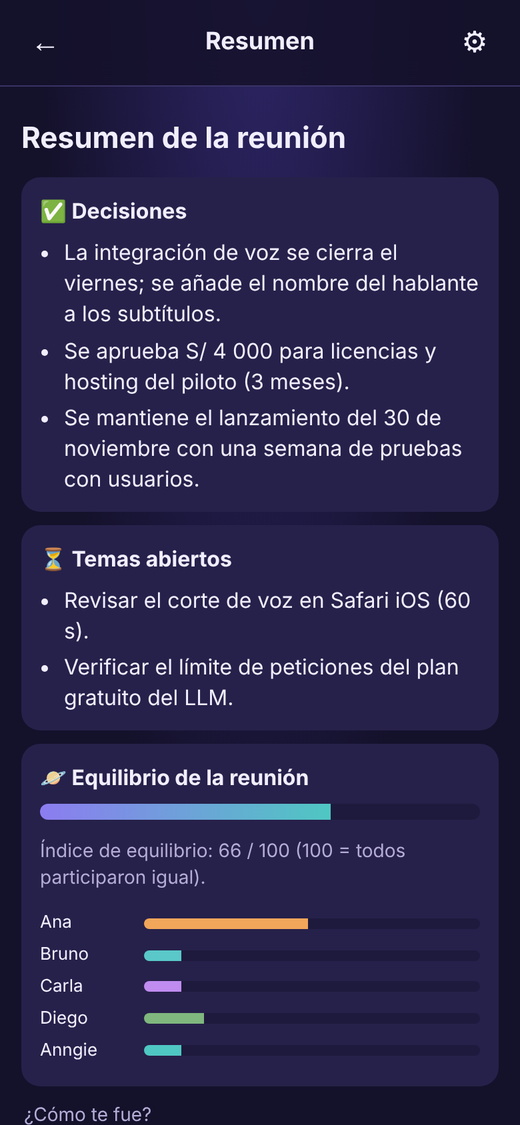 ← Resumen ⚙
Resumen de la reunión
✅ Decisiones
• La integración de voz se cierra el
viernes; se añade el nombre del hablante
a los subtítulos.
• Se aprueba S/ 4 000 para licencias y
hosting del piloto (3 meses).
• Se mantiene el lanzamiento del 30 de
noviembre con una semana de pruebas
con usuarios.
⏳ Temas abiertos
• Revisar el corte de voz en Safari iOS (60
s).
• Verificar el límite de peticiones del plan
gratuito del LLM.
🪐 Equilibrio de la reunión
Índice de equilibrio: 66 / 100 (100 = todos
participaron igual).
Ana
Bruno
Carla
Diego
Anngie
¿Cómo te fue?